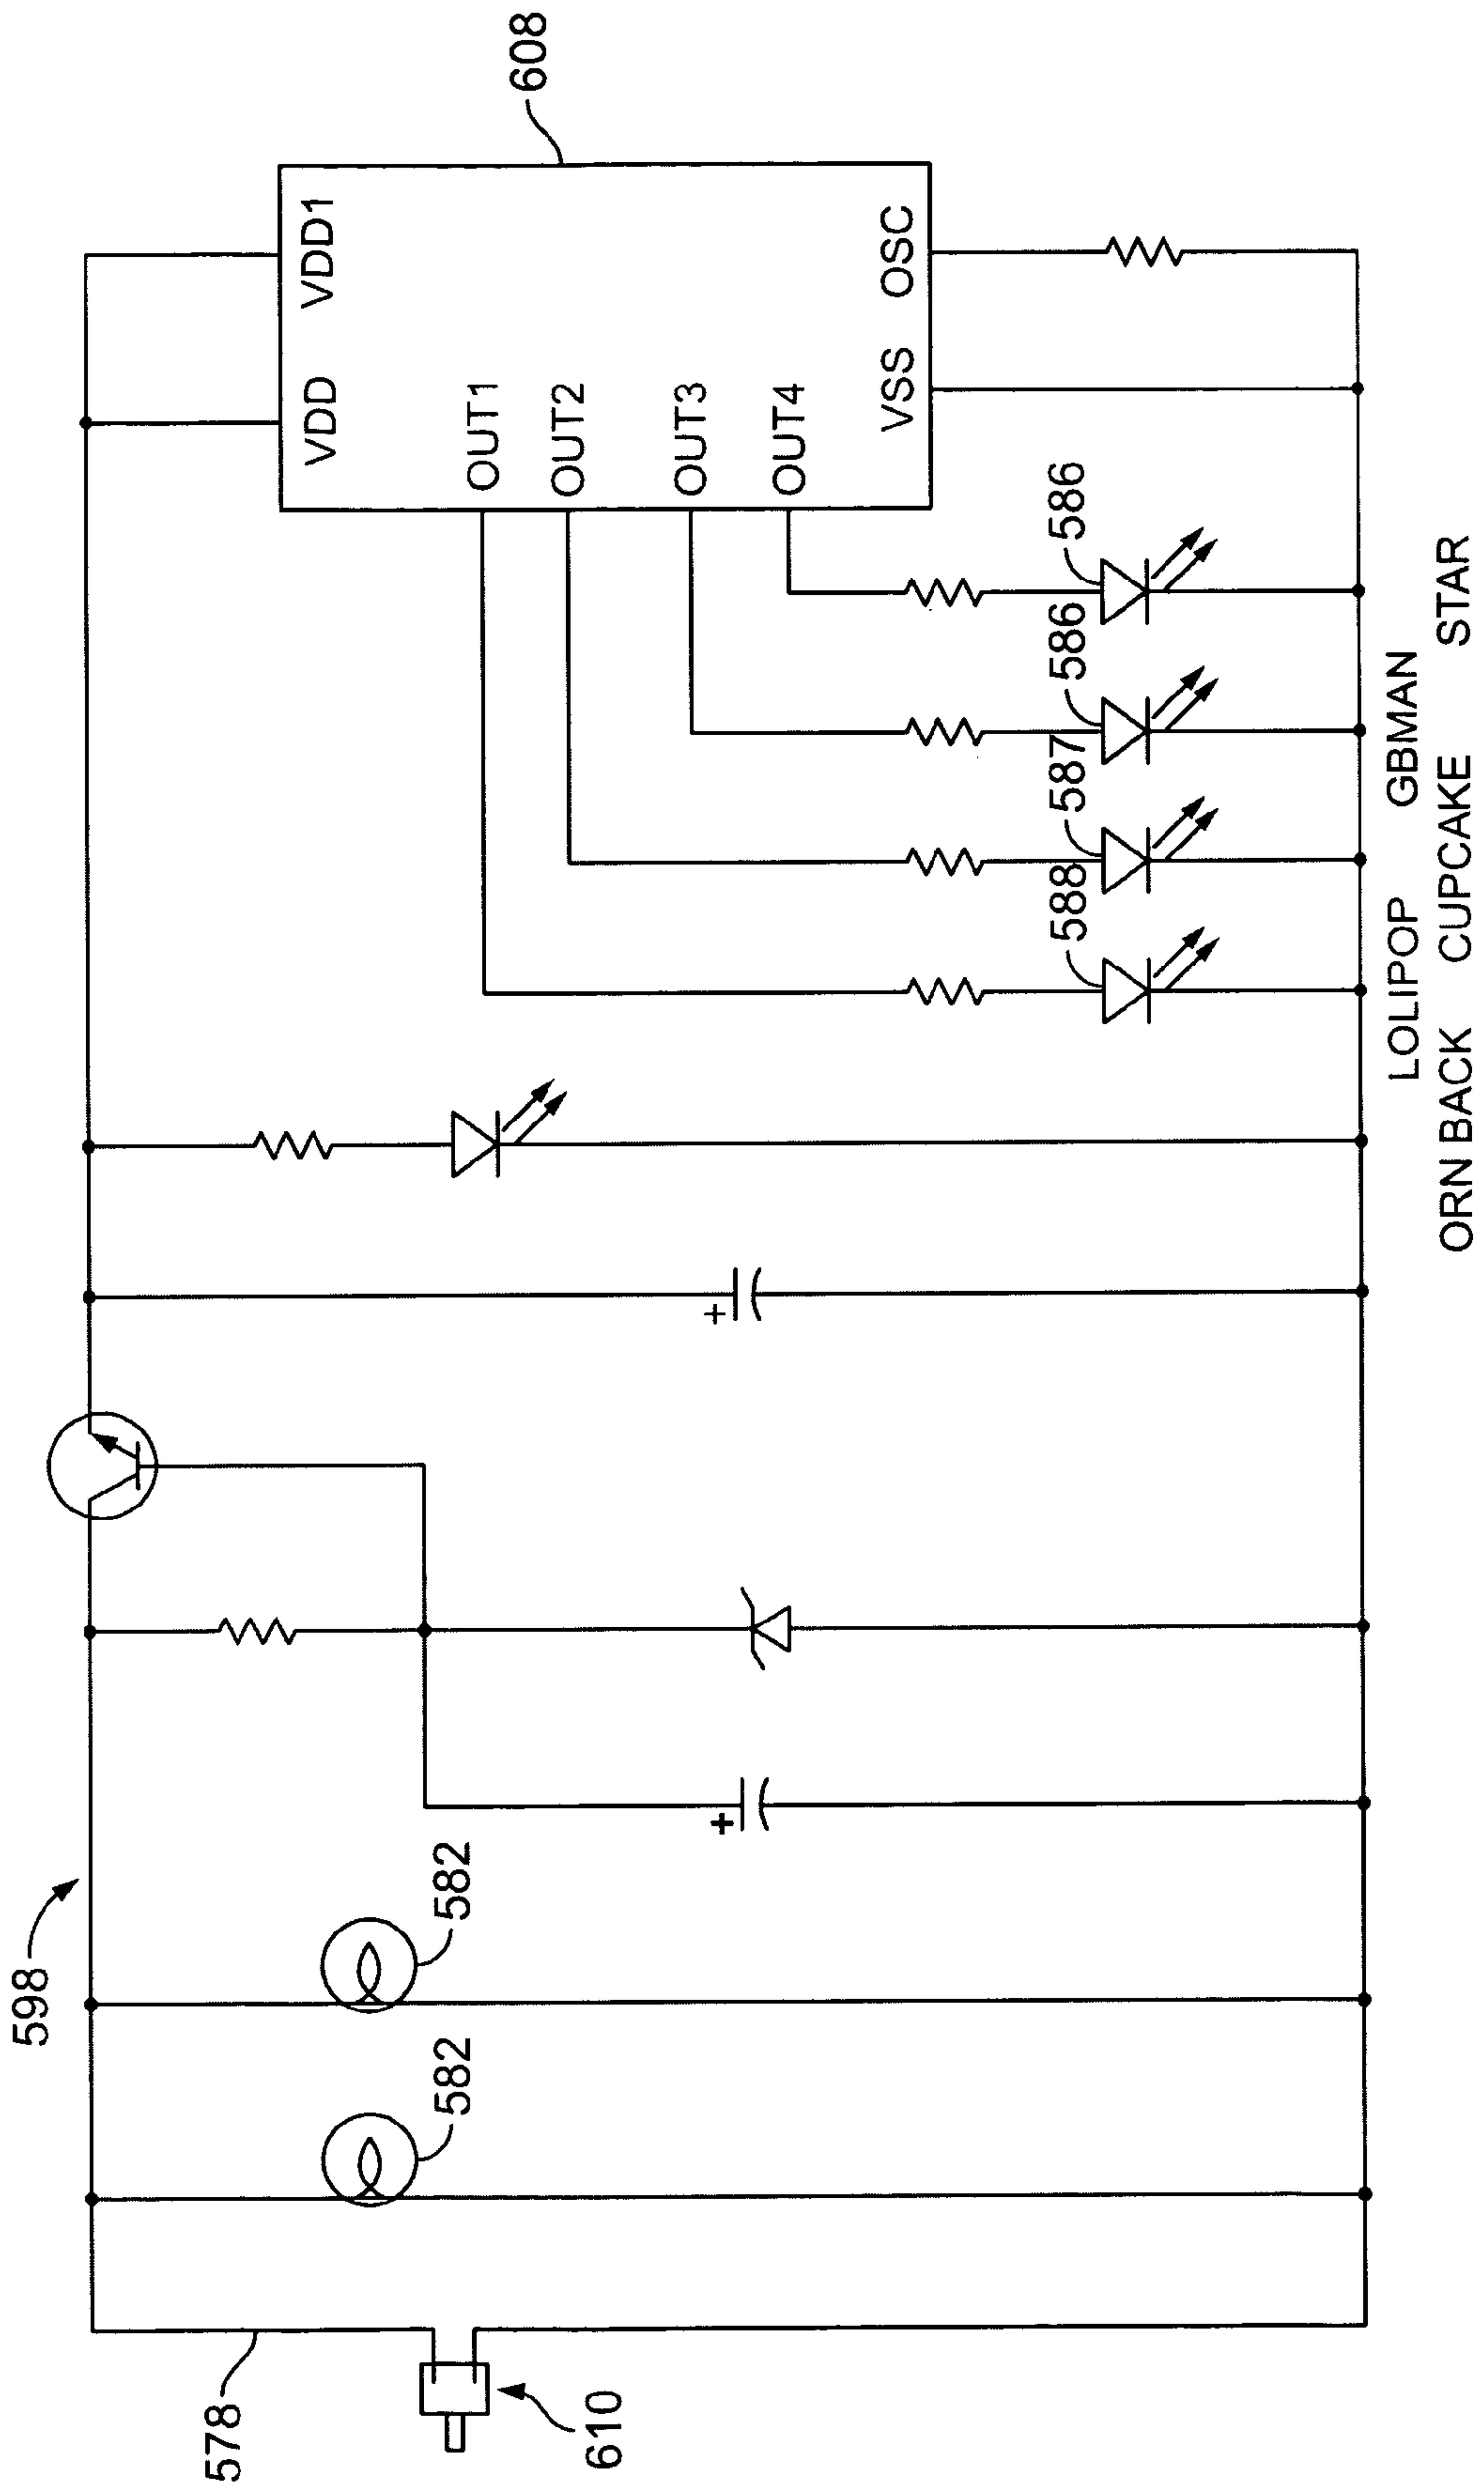 598
578
610
582
582
+
+
588
587
586
586
608
VDD VDD1
OUT1
OUT2
OUT3
OUT4
VSS OSC
LOLIPOP GBMAN
ORN BACK CUPCAKE STAR